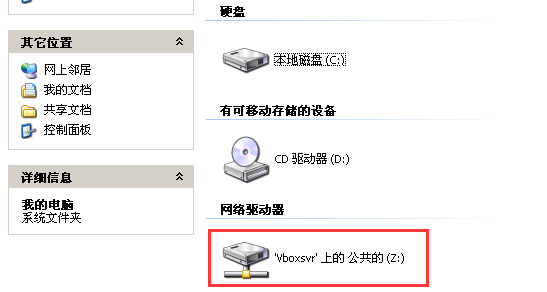 硬盘
其它位置
本地磁盘 (C:)
网上邻居
我的文档
共享文档
控制面板
有可移动存储的设备
CD 驱动器 (D:)
详细信息
我的电脑
系统文件夹
网络驱动器
'Vboxsvr' 上的 公共的 (Z:)